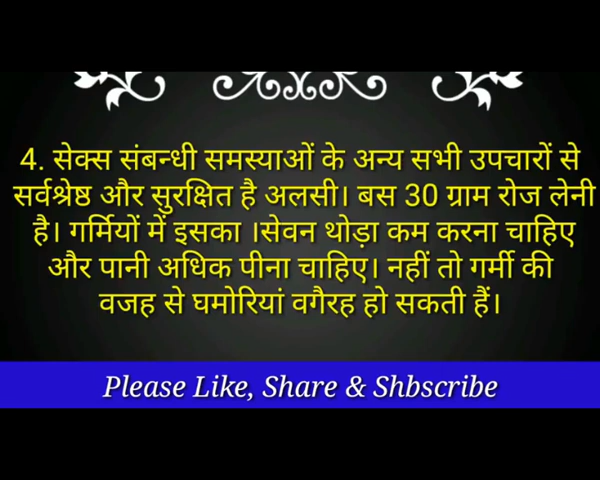 4. सेक्स संबन्धी समस्याओं के अन्य सभी उपचारों से
सर्वश्रेष्ठ और सुरक्षित है अलसी। बस 30 ग्राम रोज लेनी
है। गर्मियों में इसका ।सेवन थोड़ा कम करना चाहिए
और पानी अधिक पीना चाहिए। नहीं तो गर्मी की
वजह से घमोरियां वगैरह हो सकती हैं।
Please Like, Share & Shbscribe